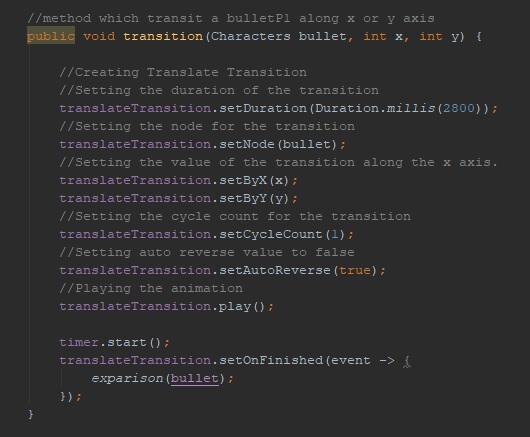 //method which transit a bulletPl along x or y axis
public void transition(Characters bullet, int x, int y) {
//Creating Translate Transition
//Setting the duration of the transition
translateTransition.setDuration(Duration.millis(2800));
//Setting the node for the transition
translateTransition.setNode(bullet);
//Setting the value of the transition along the x axis.
translateTransition.setByX(x);
translateTransition.setByY(y);
//Setting the cycle count for the transition
translateTransition.setCycleCount(1);
//Setting auto reverse value to false
translateTransition.setAutoReverse(true);
//Playing the animation
translateTransition.play();
timer.start();
translateTransition.setOnFinished(event -> {
exparison(bullet);
});
}